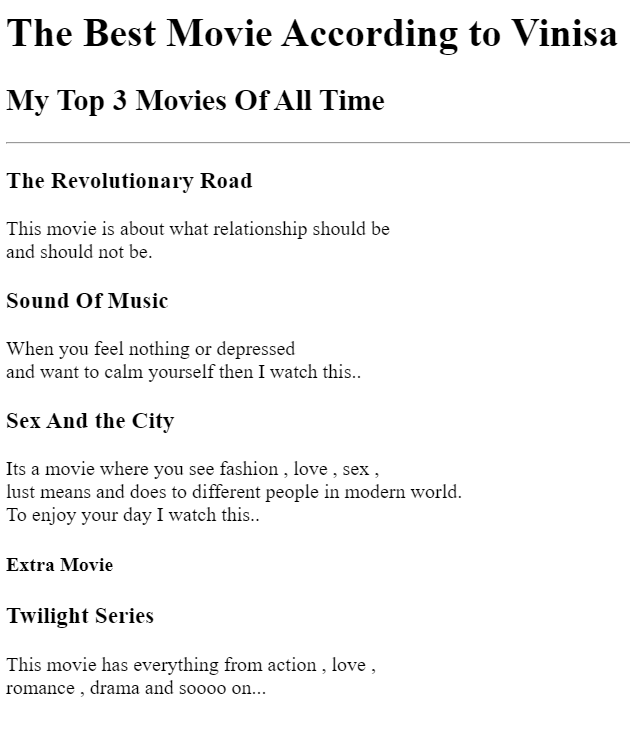 The Best Movie According to Vinisa
My Top 3 Movies Of All Time
The Revolutionary Road
This movie is about what relationship should be
and should not be.
Sound Of Music
When you feel nothing or depressed
and want to calm yourself then I watch this..
Sex And the City
Its a movie where you see fashion , love , sex ,
lust means and does to different people in modern world.
To enjoy your day I watch this..
Extra Movie
Twilight Series
This movie has everything from action , love ,
romance , drama and soooo on...